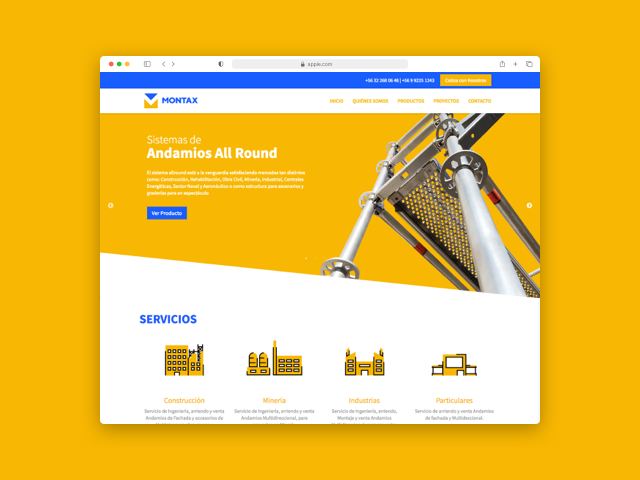 apple.com
+56 32 268 06 48 | +56 9 9225 1243
Cotiza con Nosotros
MONTAX
INICIO
QUIÉNES SOMOS
PRODUCTOS
PROYECTOS
CONTACTO
Sistemas de
Andamios All Round
El sistema allround está a la vanguardia satisfaciendo mercados tan distintos
como: Construcción, Rehabilitación, Obra Civil, Minería, Industrial, Centrales
Energéticas, Sector Naval y Aeronáutico o como estructura para escenarios y
graderías para en espectáculo
Ver Producto
SERVICIOS
Construcción
Servicio de Ingeniería, arriendo y venta
Andamios de Fachada y accesorios de
Minería
Servicio de Ingeniería, arriendo y venta
Andamios Multidireccional, para
Industrias
Servicio de Ingeniería, arriendo,
Montaje y venta Andamios
Particulares
Servicio de arriendo y venta Andamios
de fachada y Multidireccional.